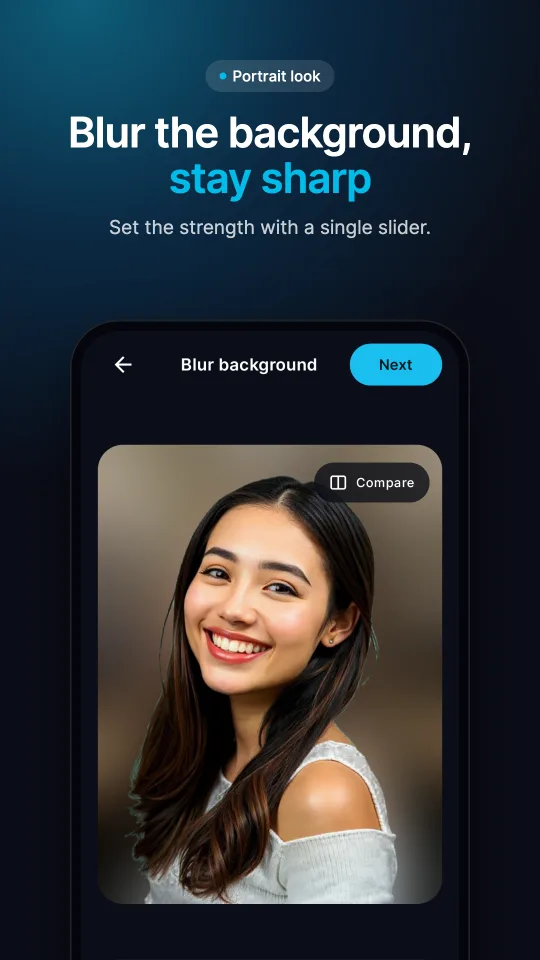 Portrait look
Blur the background,
stay sharp
Set the strength with a single slider.
Blur background
Next
Compare